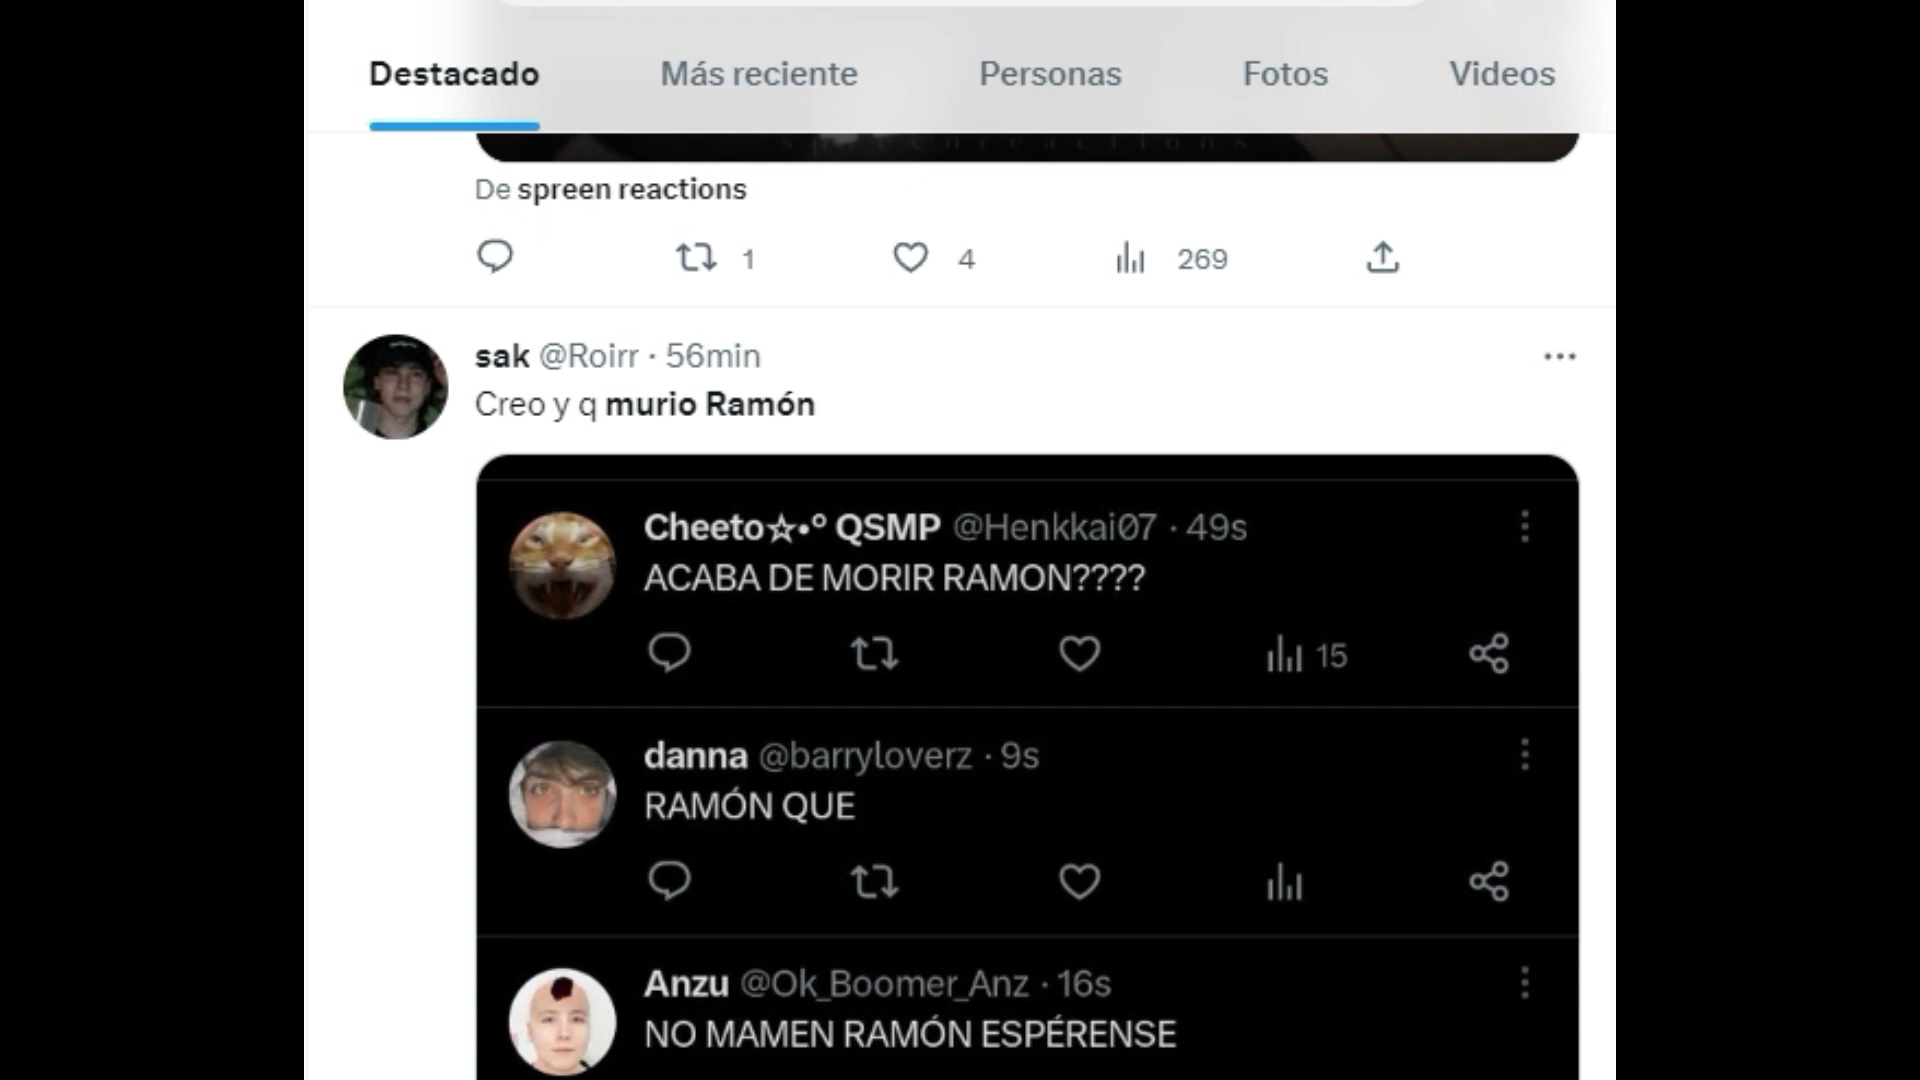 Destacado Más reciente Personas Fotos Videos
De spreen reactions
1 4 269
sak @Roirr · 56min
Creo y q murio Ramón
Cheeto☆•° QSMP @Henkkai07 · 49s
ACABA DE MORIR RAMON????
15
danna @barryloverz · 9s
RAMÓN QUE
Anzu @Ok_Boomer_Anz · 16s
NO MAMEN RAMÓN ESPÉRENSE